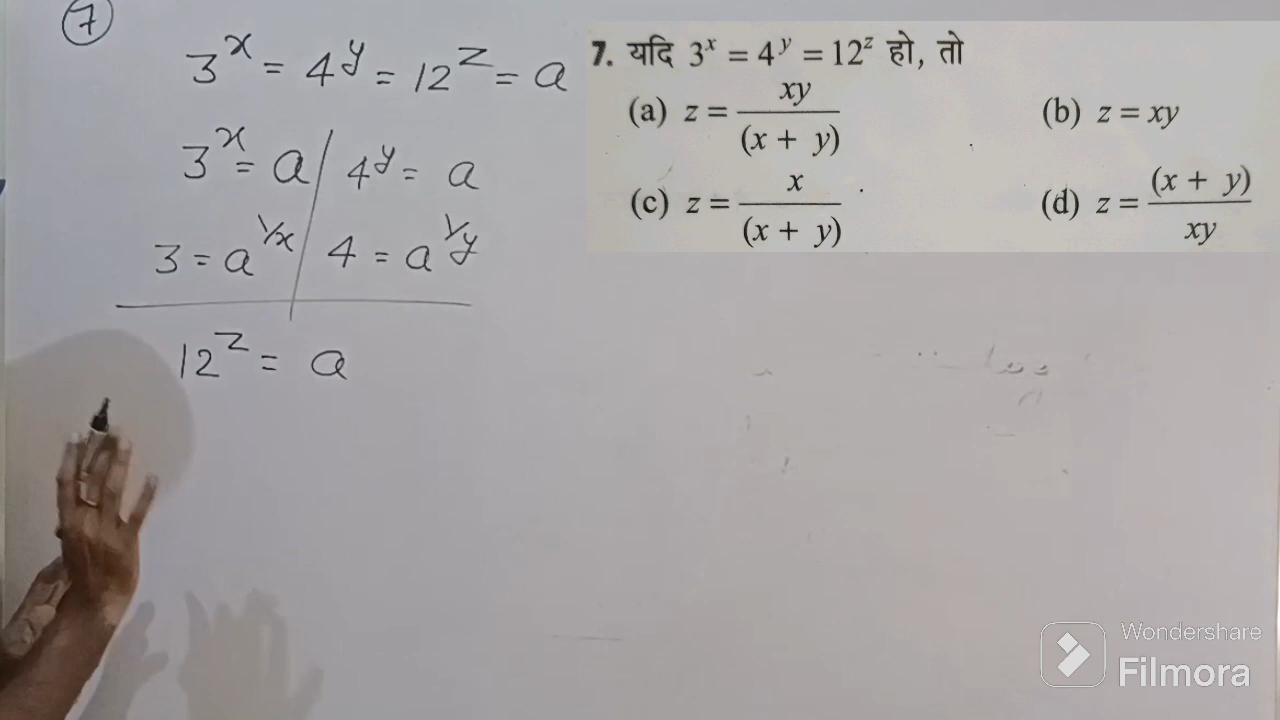 7
3^x = 4^y = 12^z = a
3^x = a / 4^y = a
3 = a^1/x / 4 = a^1/y
12^z = a
7. यदि 3^x = 4^y = 12^z हो, तो
(a) z = xy/(x + y) (b) z = xy
(c) z = x/(x + y) (d) z = (x + y)/xy
Wondershare
Filmora